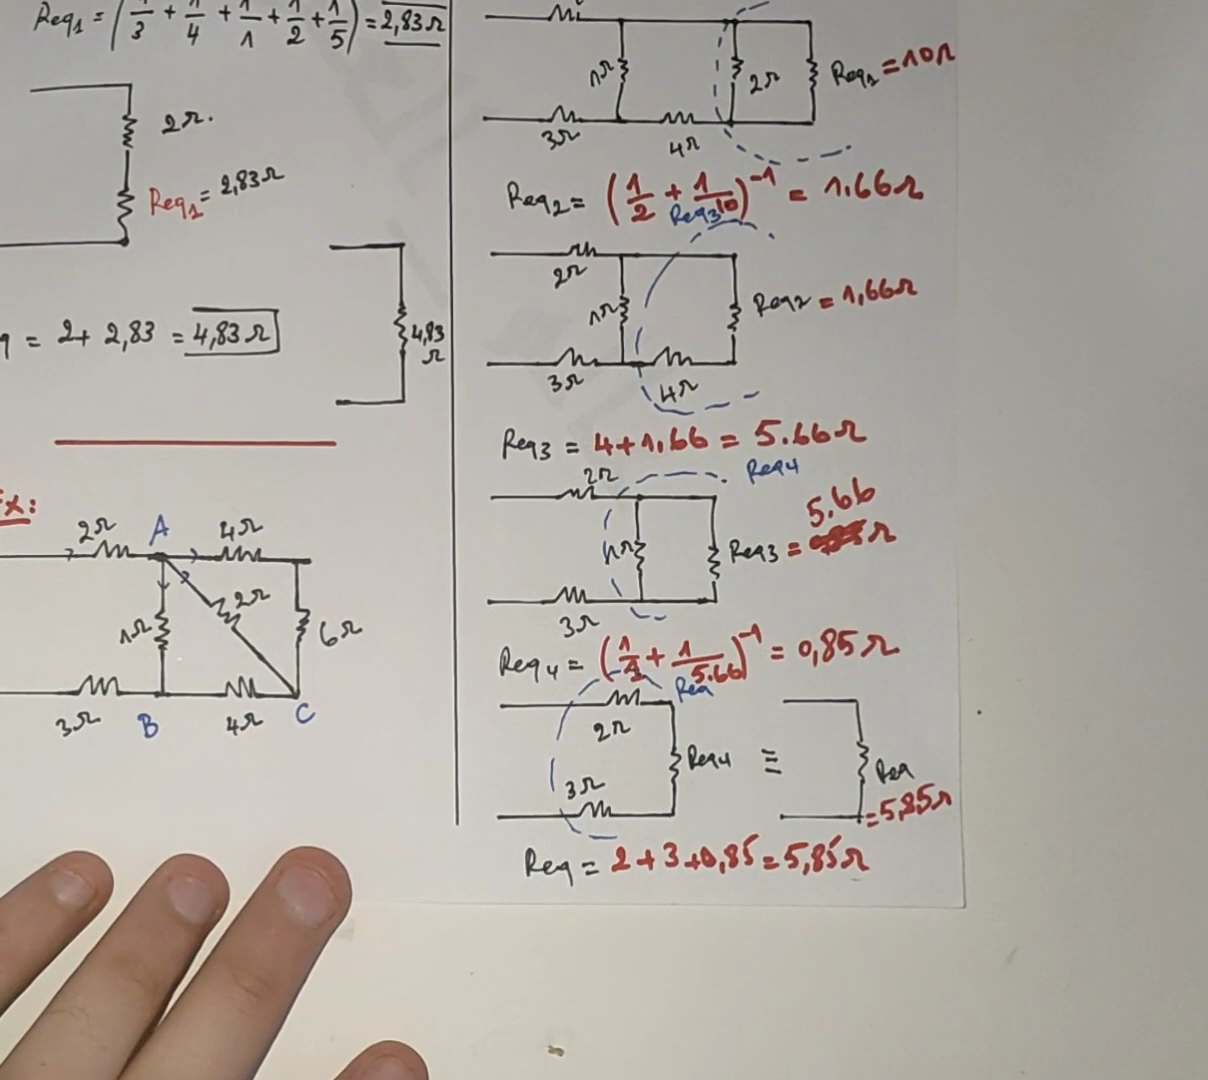 Req₁ = (1/3 + 1/4 + 1/1 + 1/2 + 1/5) = 2,83Ω
2Ω.
Req₁ = 2,83Ω
= 2+ 2,83 = 4,83Ω
4,83
Ω
Ex:
2Ω A 4Ω
1Ω 2Ω 6Ω
3Ω B 4Ω C
1Ω 2Ω Req₁ = 10Ω
3Ω 4Ω
Req₂ = (1/2 + 1/10)⁻¹ = 1.66Ω
Req3
2Ω
1Ω Req₂ = 1,66Ω
3Ω 4Ω
Req₃ = 4+1,66 = 5.66Ω
2Ω Req4
5.66
1Ω Req₃ = Ω
3Ω
Req₄ = (1/1 + 1/5.66)⁻¹ = 0,85Ω
Req
2Ω
Req₄ ≡ Req
3Ω = 5,85Ω
Req = 2+3+0,85 = 5,85Ω